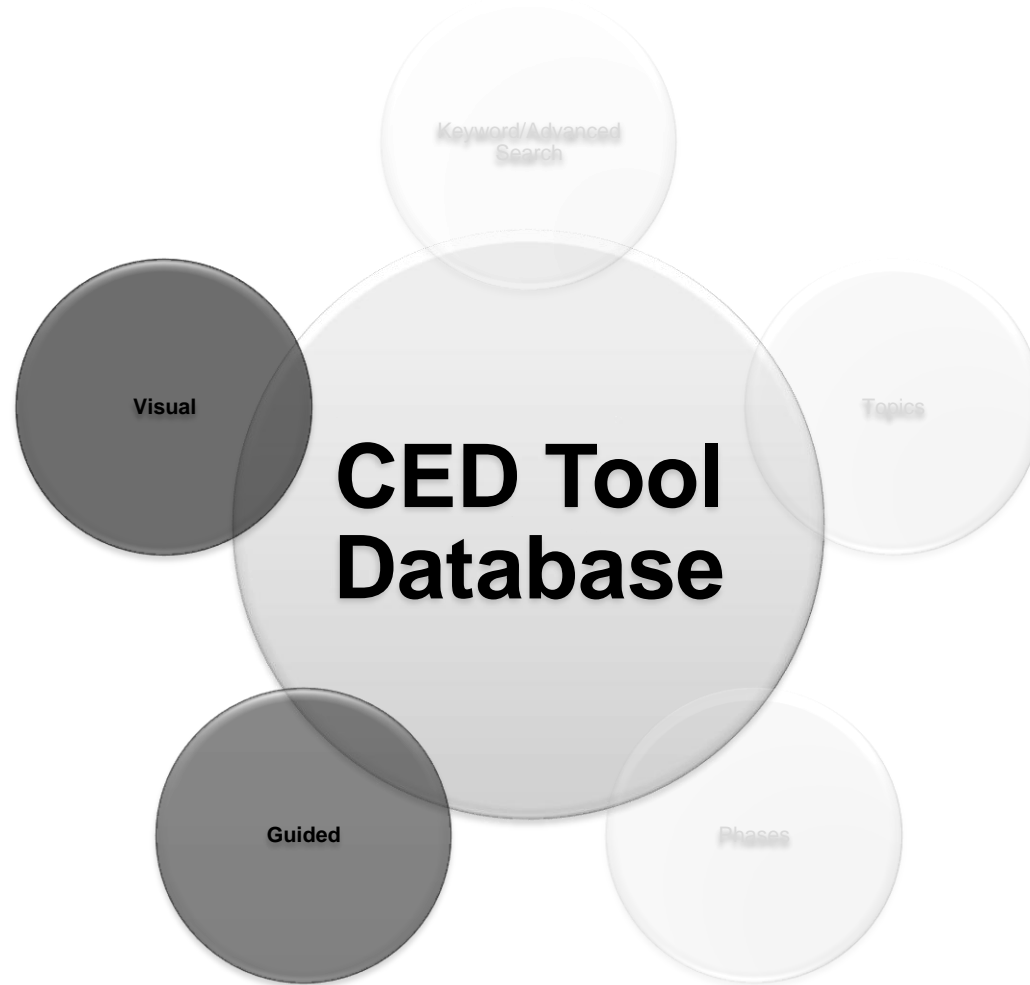 Keyword/Advanced
Search
Visual
Topics
CED Tool
Database
Guided
Phases